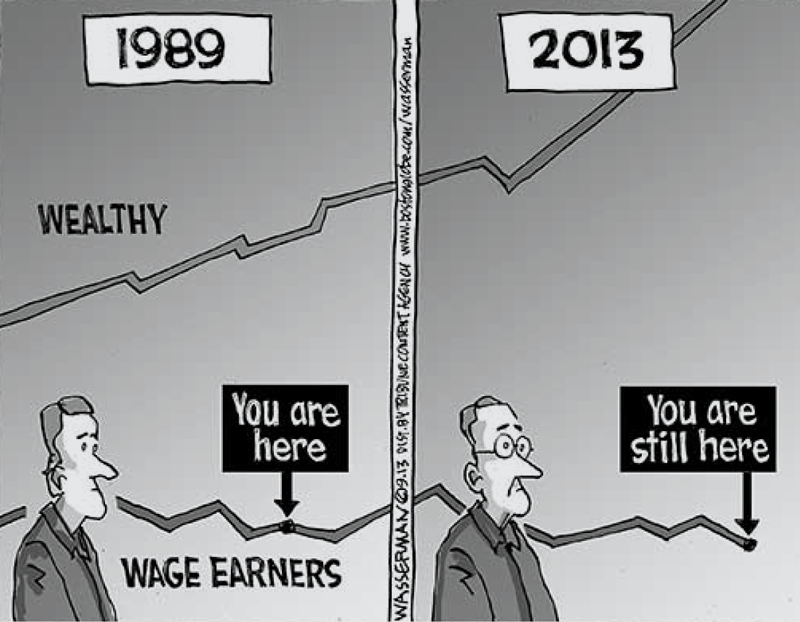 1989
WEALTHY
You are
here
WAGE EARNERS
WASSERMAN ©9.13 DIST. BY TRIBUNE CONTENT AGENCY www.bostonglobe.com/wasserman
2013
You are
still here